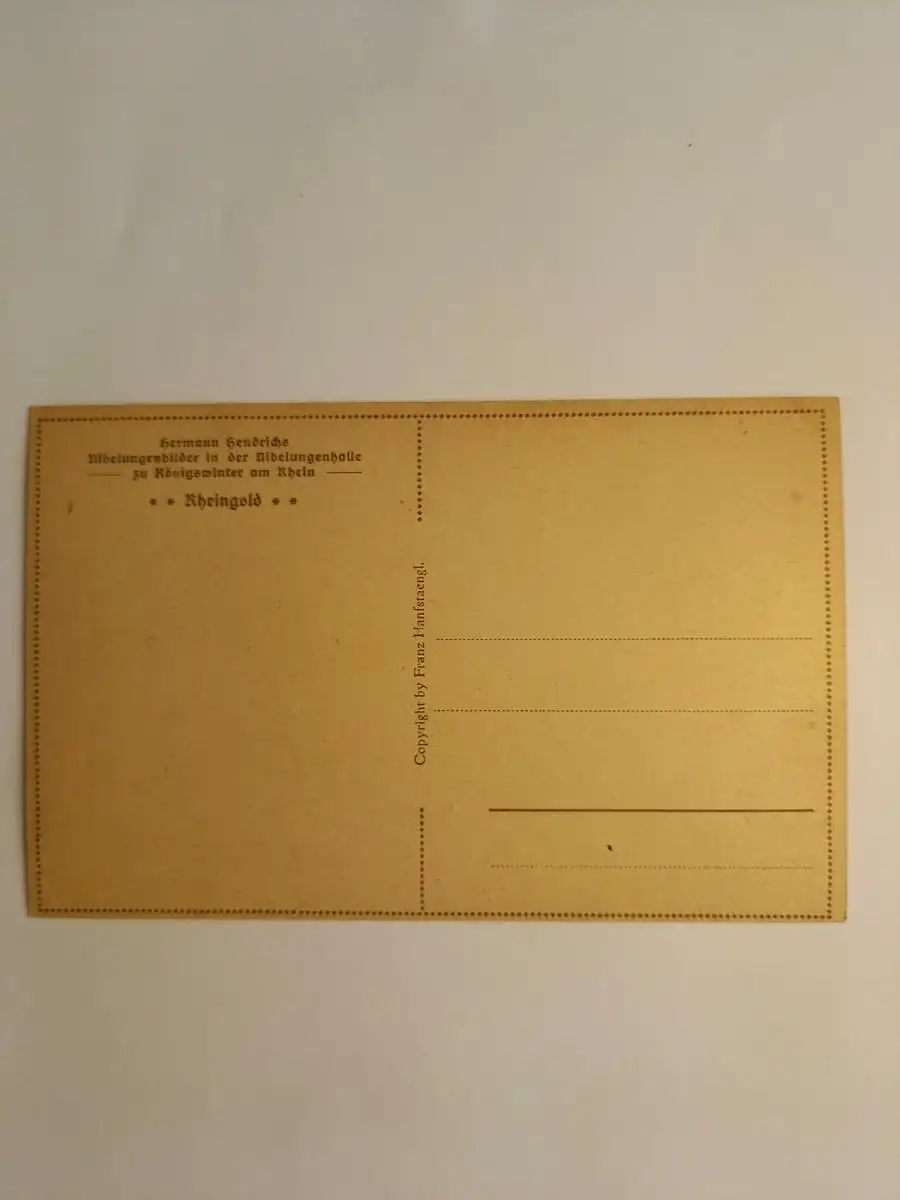 Hermann Hendrichs
Nibelungenbilder in der Nibelungenhalle
zu Königswinter am Rhein
* * Rheingold * *
Copyright by Franz Hanfstaengl.